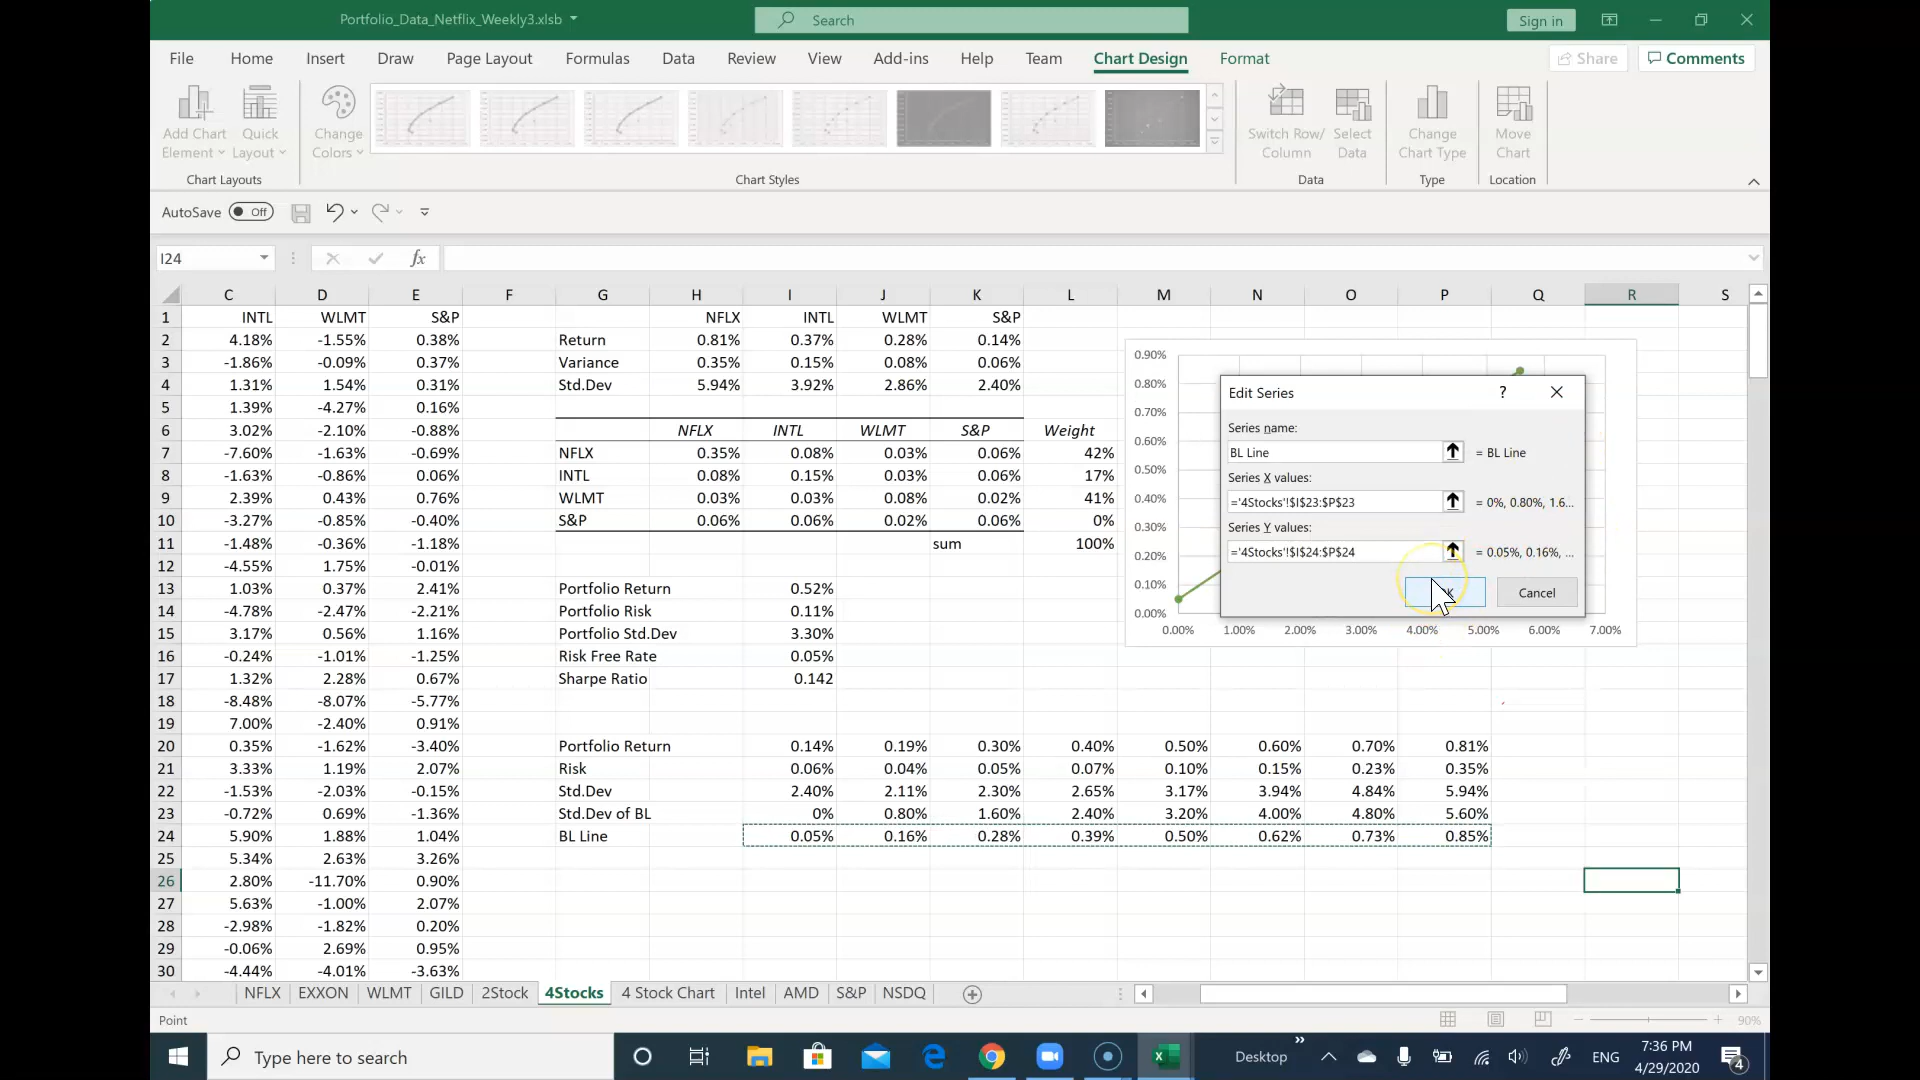 Portfolio_Data_Netflix_Weekly3.xlsb
Search
Sign in
File Home Insert Draw Page Layout Formulas Data Review View Add-ins Help Team Chart Design Format Share Comments
Add Chart Element
Quick Layout
Change Colors
Switch Row/ Column
Select Data
Change Chart Type
Move Chart
Chart Layouts Chart Styles Data Type Location
AutoSave Off
I24 fx
C D E F G H I J K L M N O P Q R S
1 INTL WLMT S&P NFLX INTL WLMT S&P
2 4.18% -1.55% 0.38% Return 0.81% 0.37% 0.28% 0.14%
3 -1.86% -0.09% 0.37% Variance 0.35% 0.15% 0.08% 0.06%
4 1.31% 1.54% 0.31% Std.Dev 5.94% 3.92% 2.86% 2.40%
5 1.39% -4.27% 0.16%
6 3.02% -2.10% -0.88% NFLX INTL WLMT S&P Weight
7 -7.60% -1.63% -0.69% NFLX 0.35% 0.08% 0.03% 0.06% 42%
8 -1.63% -0.86% 0.06% INTL 0.08% 0.15% 0.03% 0.06% 17%
9 2.39% 0.43% 0.76% WLMT 0.03% 0.03% 0.08% 0.02% 41%
10 -3.27% -0.85% -0.40% S&P 0.06% 0.06% 0.02% 0.06% 0%
11 -1.48% -0.36% -1.18% sum 100%
12 -4.55% 1.75% -0.01%
13 1.03% 0.37% 2.41% Portfolio Return 0.52%
14 -4.78% -2.47% -2.21% Portfolio Risk 0.11%
15 3.17% 0.56% 1.16% Portfolio Std.Dev 3.30%
16 -0.24% -1.01% -1.25% Risk Free Rate 0.05%
17 1.32% 2.28% 0.67% Sharpe Ratio 0.142
18 -8.48% -8.07% -5.77%
19 7.00% -2.40% 0.91%
20 0.35% -1.62% -3.40% Portfolio Return 0.14% 0.19% 0.30% 0.40% 0.50% 0.60% 0.70% 0.81%
21 3.33% 1.19% 2.07% Risk 0.06% 0.04% 0.05% 0.07% 0.10% 0.15% 0.23% 0.35%
22 -1.53% -2.03% -0.15% Std.Dev 2.40% 2.11% 2.30% 2.65% 3.17% 3.94% 4.84% 5.94%
23 -0.72% 0.69% -1.36% Std.Dev of BL 0% 0.80% 1.60% 2.40% 3.20% 4.00% 4.80% 5.60%
24 5.90% 1.88% 1.04% BL Line 0.05% 0.16% 0.28% 0.39% 0.50% 0.62% 0.73% 0.85%
25 5.34% 2.63% 3.26%
26 2.80% -11.70% 0.90%
27 5.63% -1.00% 2.07%
28 -2.98% -1.82% 0.20%
29 -0.06% 2.69% 0.95%
30 -4.44% -4.01% -3.63%
0.90%
0.80%
0.70%
0.60%
0.50%
0.40%
0.30%
0.20%
0.10%
0.00%
0.00% 1.00% 2.00% 3.00% 4.00% 5.00% 6.00% 7.00%
Edit Series ?
Series name:
BL Line = BL Line
Series X values:
='4Stocks'!$I$23:$P$23 = 0%, 0.80%, 1.6...
Series Y values:
='4Stocks'!$I$24:$P$24 = 0.05%, 0.16%, ...
Cancel
NFLX EXXON WLMT GILD 2Stock 4Stocks 4 Stock Chart Intel AMD S&P NSDQ
Point 90%
Type here to search
Desktop ENG
7:36 PM
4/29/2020
4